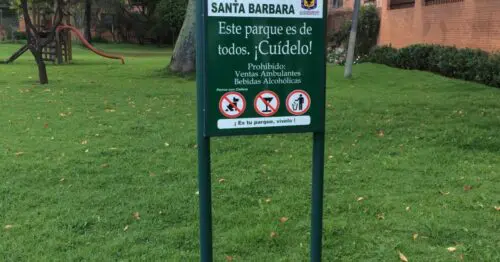 SANTA BARBARA
Este parque es de
todos. ¡Cuídelo!
Prohibido:
Ventas Ambulantes
Bebidas Alcohólicas
¡ Es tu parque, vívelo !